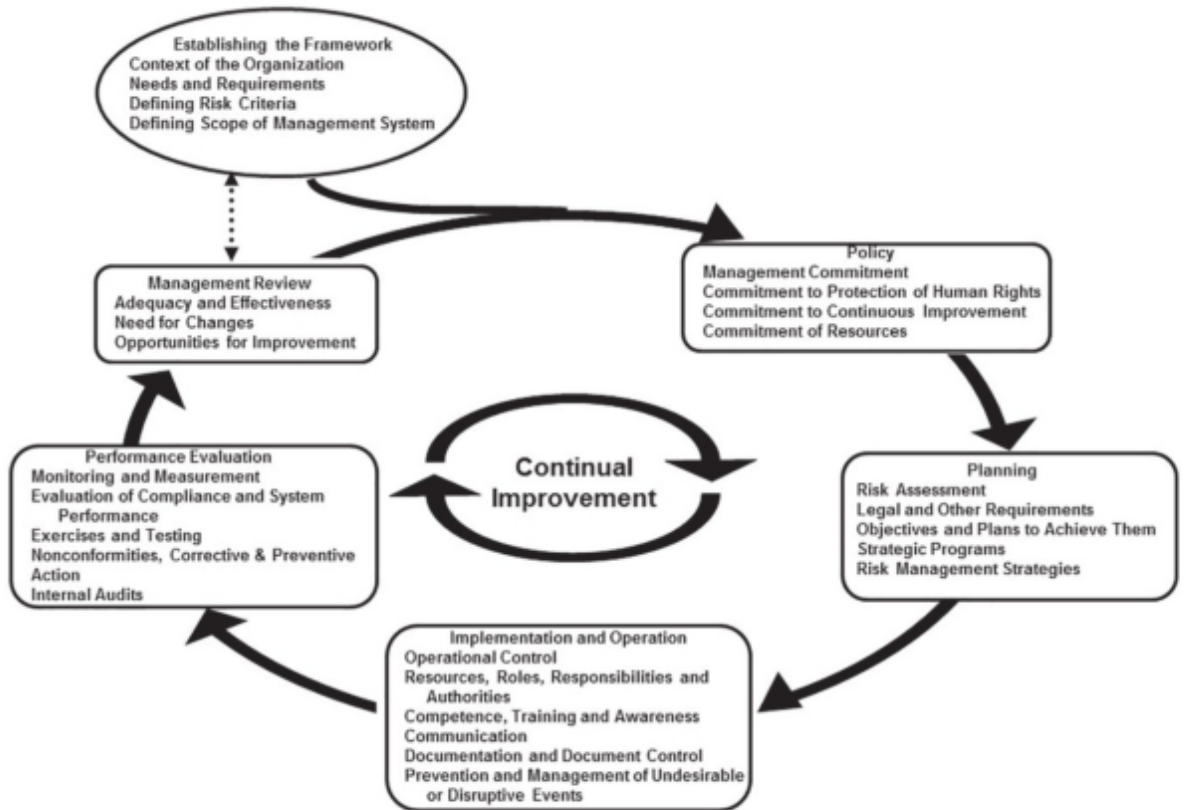 Establishing the Framework
Context of the Organization
Needs and Requirements
Defining Risk Criteria
Defining Scope of Management System
Management Review
Adequacy and Effectiveness
Need for Changes
Opportunities for Improvement
Policy
Management Commitment
Commitment to Protection of Human Rights
Commitment to Continuous Improvement
Commitment of Resources
Performance Evaluation
Monitoring and Measurement
Evaluation of Compliance and System
Performance
Exercises and Testing
Nonconformities, Corrective & Preventive
Action
Internal Audits
Continual
Improvement
Planning
Risk Assessment
Legal and Other Requirements
Objectives and Plans to Achieve Them
Strategic Programs
Risk Management Strategies
Implementation and Operation
Operational Control
Resources, Roles, Responsibilities and
Authorities
Competence, Training and Awareness
Communication
Documentation and Document Control
Prevention and Management of Undesirable
or Disruptive Events